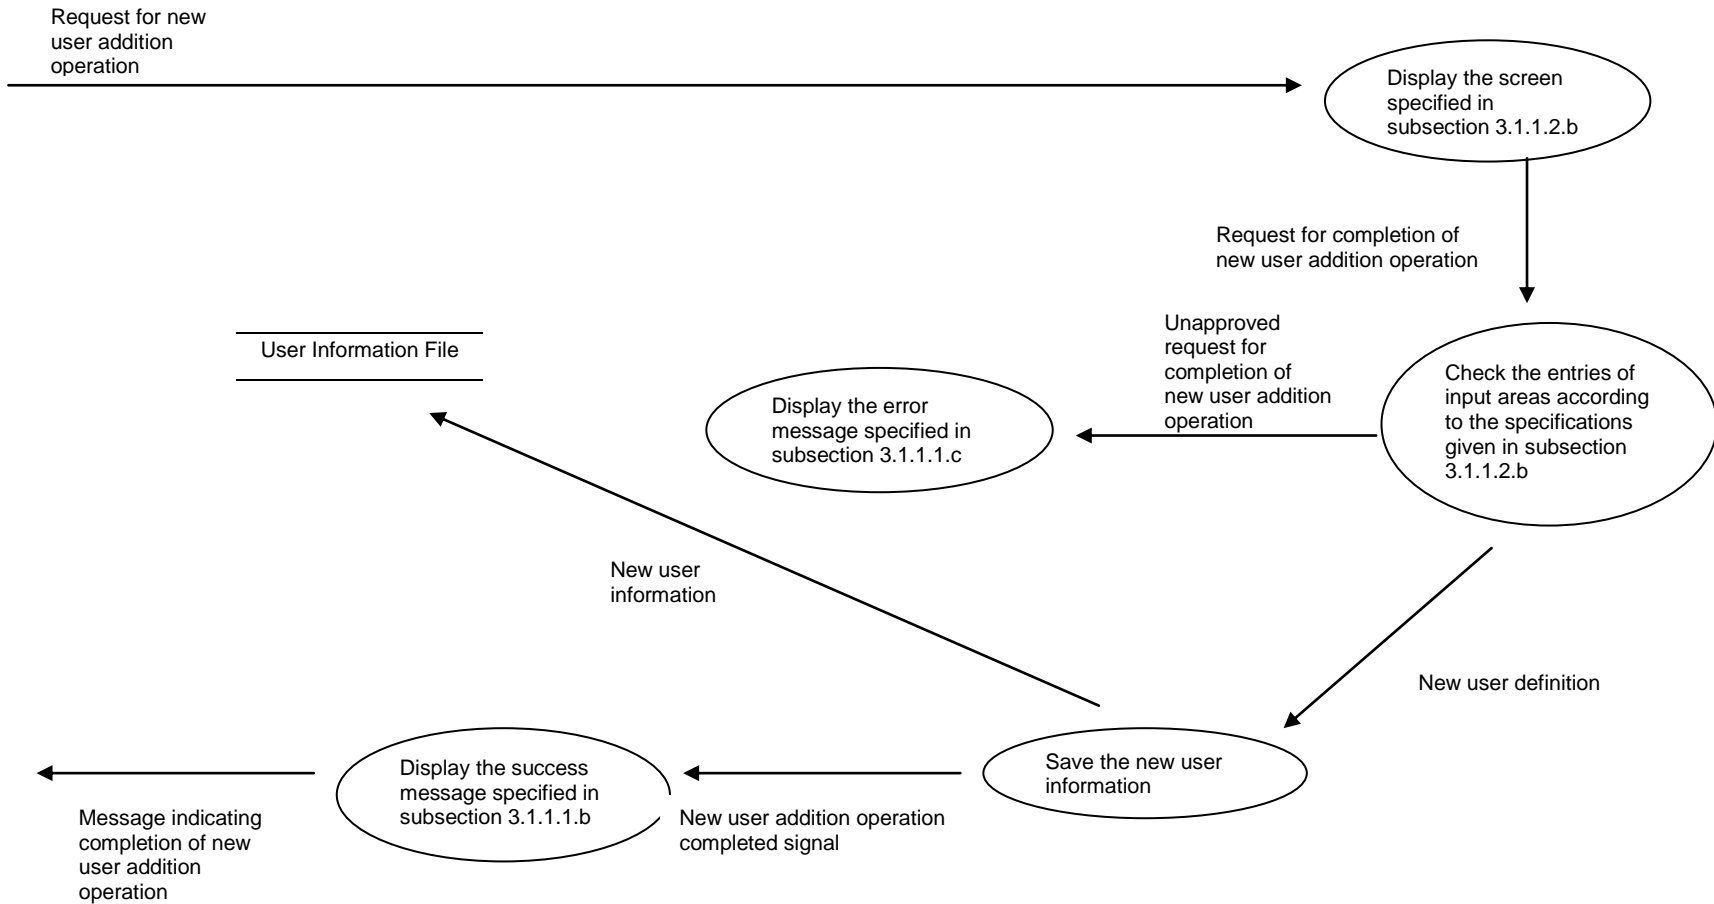 Request for new
user addition
operation
Display the screen
specified in
subsection 3.1.1.2.b
Request for completion of
new user addition operation
Unapproved
request for
completion of
new user addition
operation
User Information File
Check the entries of
input areas according
to the specifications
given in subsection
3.1.1.2.b
Display the error
message specified in
subsection 3.1.1.1.c
New user
information
New user definition
Save the new user
information
Display the success
message specified in
subsection 3.1.1.1.b
New user addition operation
completed signal
Message indicating
completion of new
user addition
operation